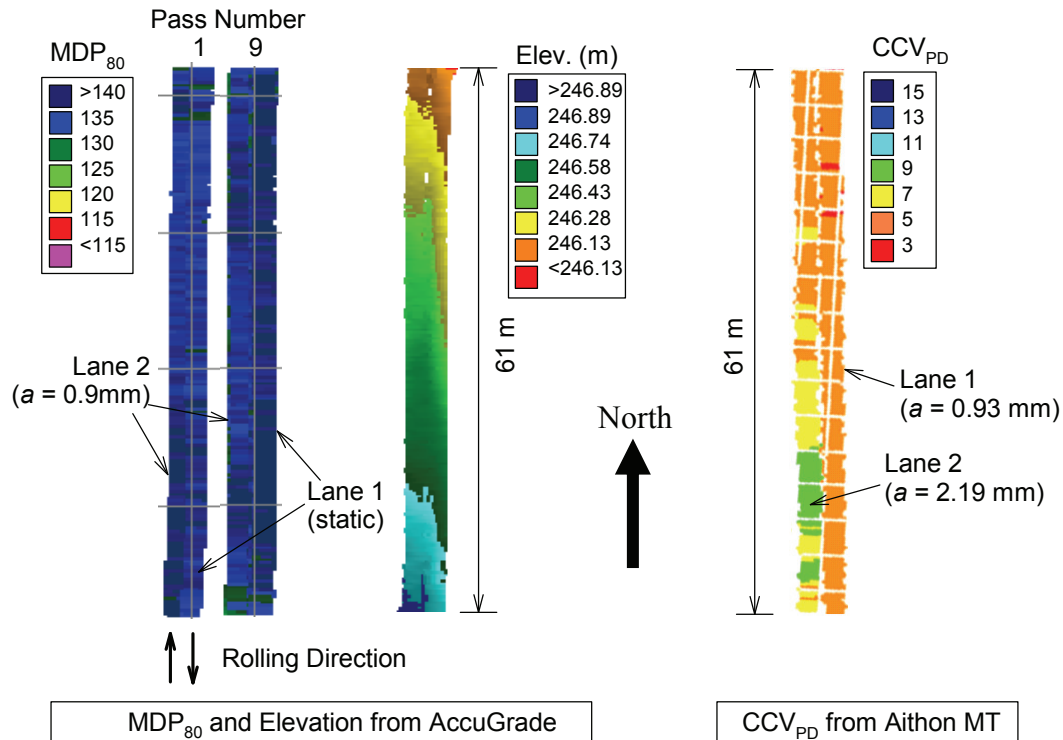 Pass Number
1 9
MDP80
>140
135
130
125
120
115
<115
Elev. (m)
>246.89
246.89
246.74
246.58
246.43
246.28
246.13
<246.13
CCVPD
15
13
11
9
7
5
3
61 m
61 m
Lane 2
(a = 0.9mm)
Lane 1
(static)
North
Lane 1
(a = 0.93 mm)
Lane 2
(a = 2.19 mm)
Rolling Direction
MDP80 and Elevation from AccuGrade
CCVPD from Aithon MT